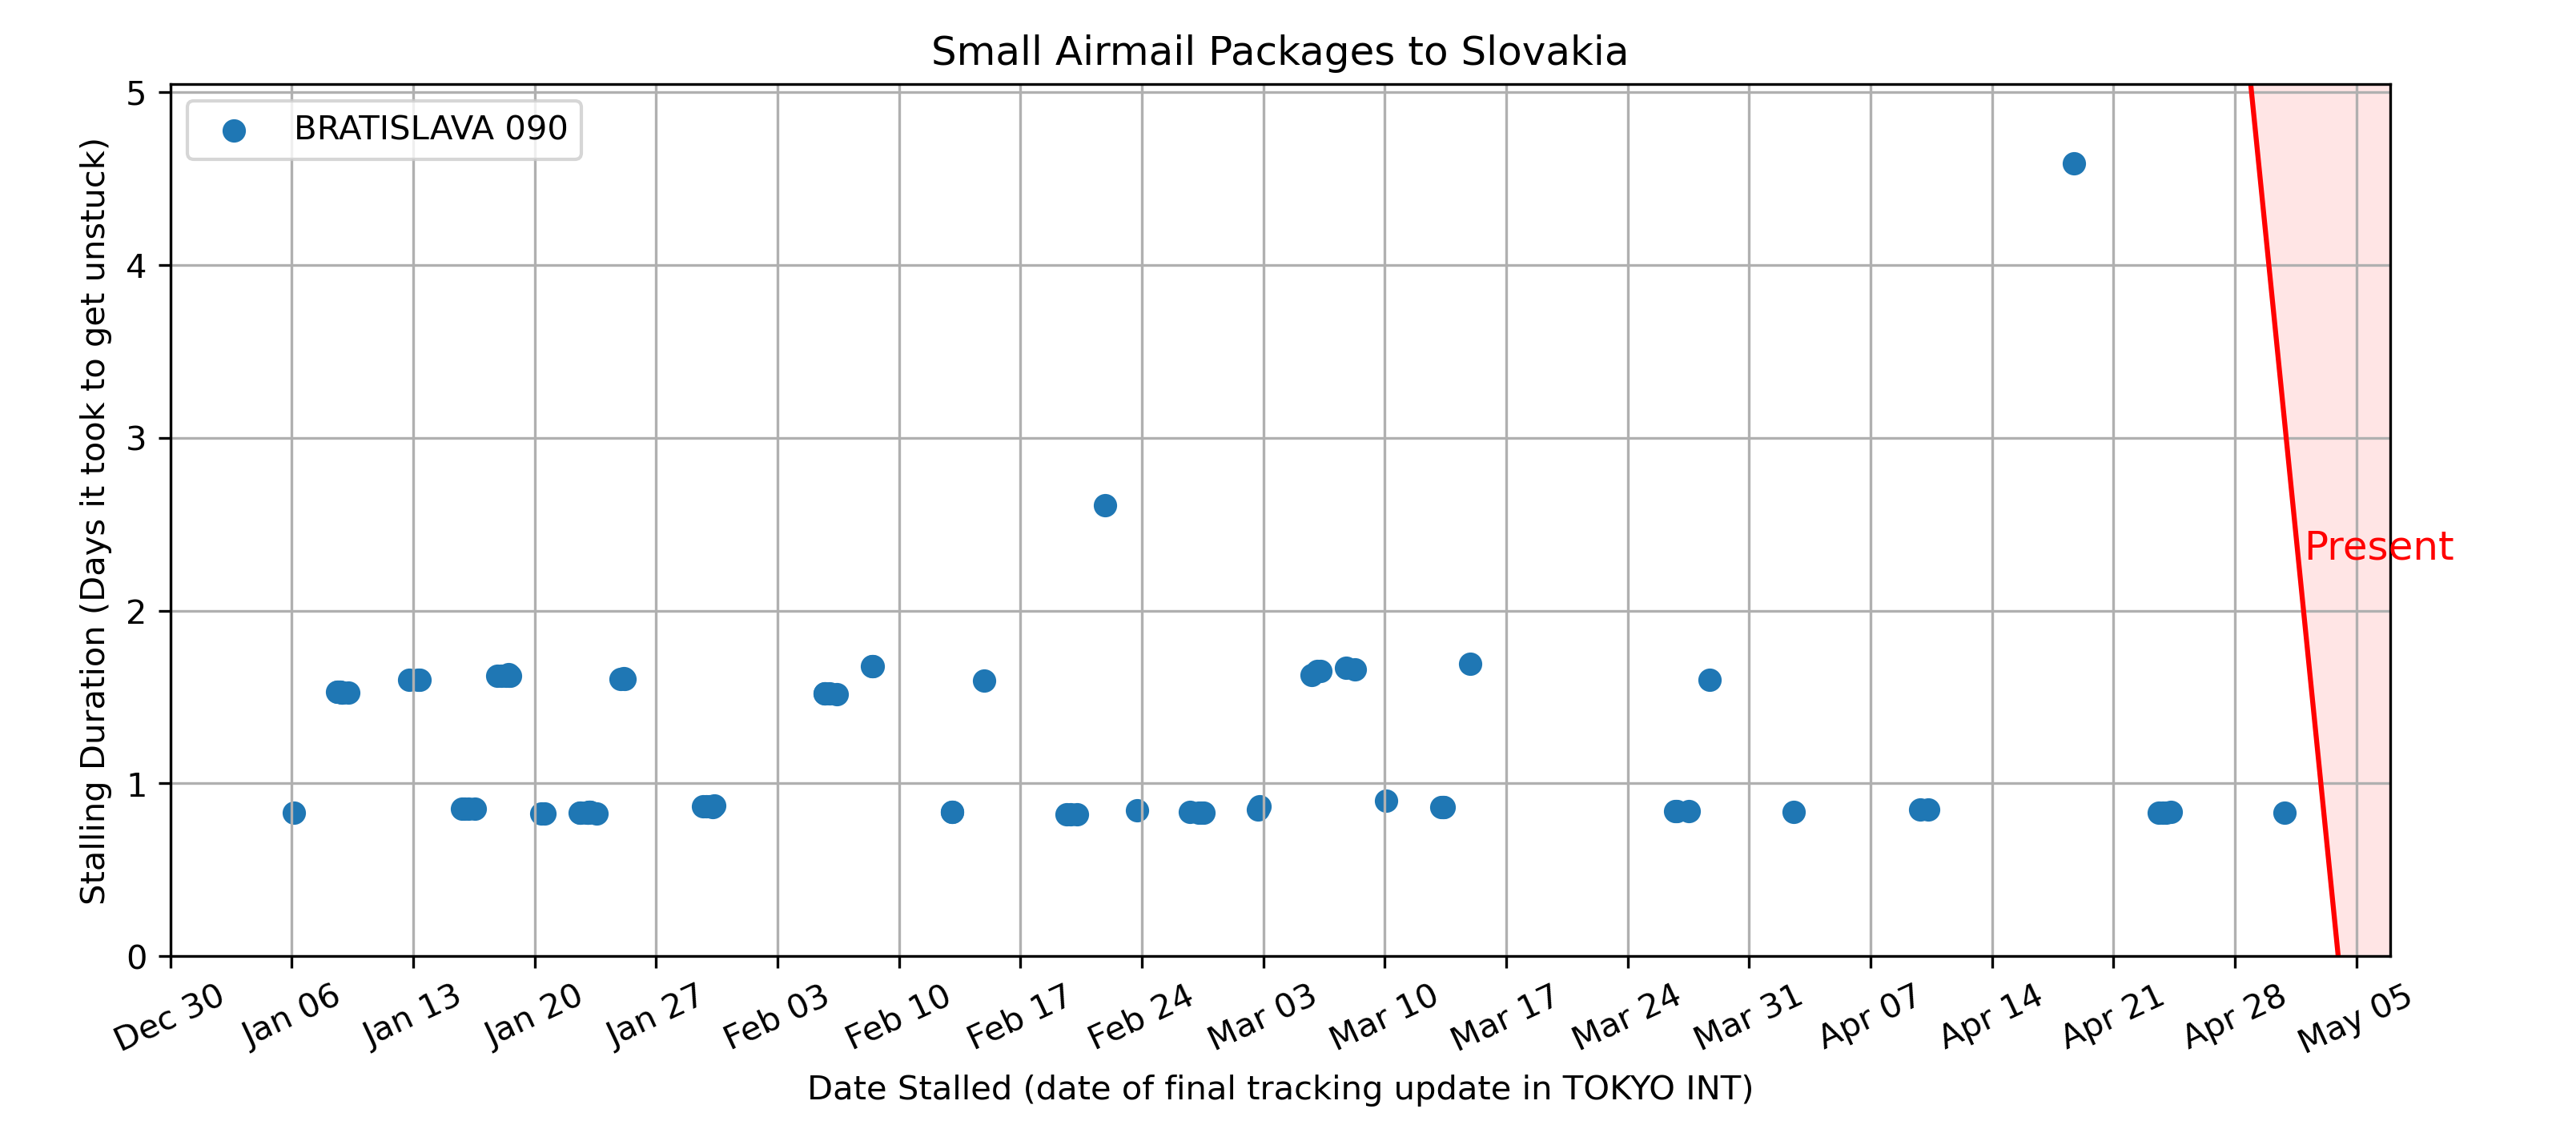 Small Airmail Packages to Slovakia
BRATISLAVA 090
Stalling Duration (Days it took to get unstuck)
5
4
3
2
1
0
Present
Dec 30
Jan 06
Jan 13
Jan 20
Jan 27
Feb 03
Feb 10
Feb 17
Feb 24
Mar 03
Mar 10
Mar 17
Mar 24
Mar 31
Apr 07
Apr 14
Apr 21
Apr 28
May 05
Date Stalled (date of final tracking update in TOKYO INT)